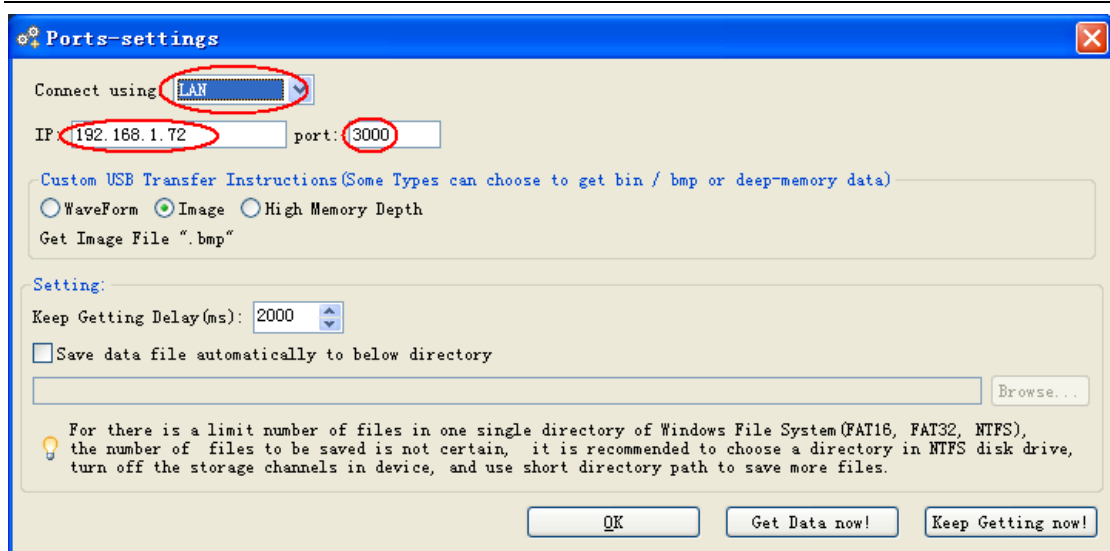 Ports-settings
Connect using: LAN
IP: 192.168.1.72 port: 3000
Custom USB Transfer Instructions(Some Types can choose to get bin / bmp or deep-memory data)
WaveForm Image High Memory Depth
Get Image File ".bmp"
Setting:
Keep Getting Delay(ms): 2000
Save data file automatically to below directory
Browse...
For there is a limit number of files in one single directory of Windows File System(FAT16, FAT32, NTFS),
the number of files to be saved is not certain, it is recommended to choose a directory in NTFS disk drive,
turn off the storage channels in device, and use short directory path to save more files.
OK Get Data now! Keep Getting now!